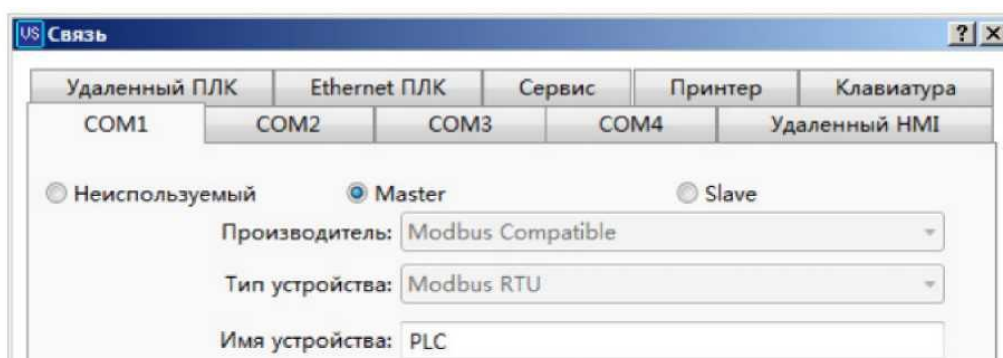 VS Связь
Удаленный ПЛК Ethernet ПЛК Сервис Принтер Клавиатура
COM1 COM2 COM3 COM4 Удаленный HMI
Неиспользуемый Master Slave
Производитель: Modbus Compatible
Тип устройства: Modbus RTU
Имя устройства: PLC